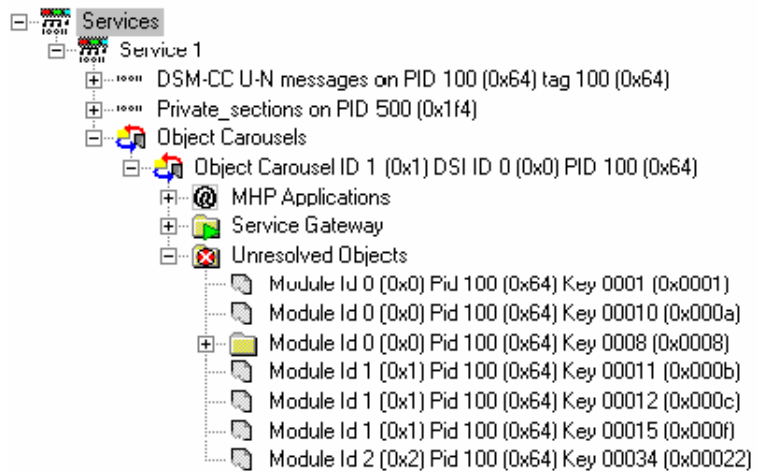 Services
Service 1
DSM-CC U-N messages on PID 100 (0x64) tag 100 (0x64)
Private_sections on PID 500 (0x1f4)
Object Carousels
Object Carousel ID 1 (0x1) DSI ID 0 (0x0) PID 100 (0x64)
@ MHP Applications
Service Gateway
Unresolved Objects
Module Id 0 (0x0) Pid 100 (0x64) Key 0001 (0x0001)
Module Id 0 (0x0) Pid 100 (0x64) Key 00010 (0x000a)
Module Id 0 (0x0) Pid 100 (0x64) Key 0008 (0x0008)
Module Id 1 (0x1) Pid 100 (0x64) Key 00011 (0x000b)
Module Id 1 (0x1) Pid 100 (0x64) Key 00012 (0x000c)
Module Id 1 (0x1) Pid 100 (0x64) Key 00015 (0x000f)
Module Id 2 (0x2) Pid 100 (0x64) Key 00034 (0x00022)